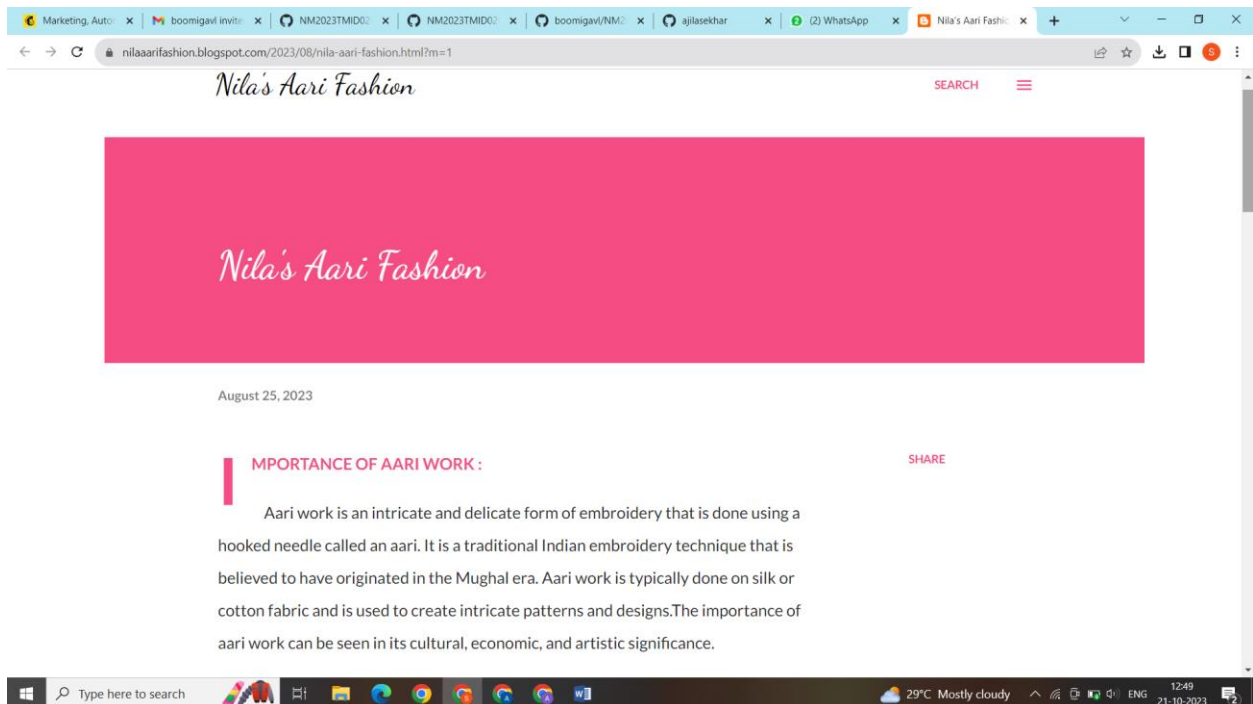 Marketing, Autor
boomigavl invite
NM2023TMID02
NM2023TMID02
boomigavl/NM2
ajilasekhar
(2) WhatsApp
Nila's Aari Fashic
nilaaarifashion.blogspot.com/2023/08/nila-aari-fashion.html?m=1
S
Nila's Aari Fashion
SEARCH
Nila's Aari Fashion
August 25, 2023
IMPORTANCE OF AARI WORK :
SHARE
Aari work is an intricate and delicate form of embroidery that is done using a
hooked needle called an aari. It is a traditional Indian embroidery technique that is
believed to have originated in the Mughal era. Aari work is typically done on silk or
cotton fabric and is used to create intricate patterns and designs.The importance of
aari work can be seen in its cultural, economic, and artistic significance.
Type here to search
29°C Mostly cloudy
ENG
12:49
21-10-2023
2